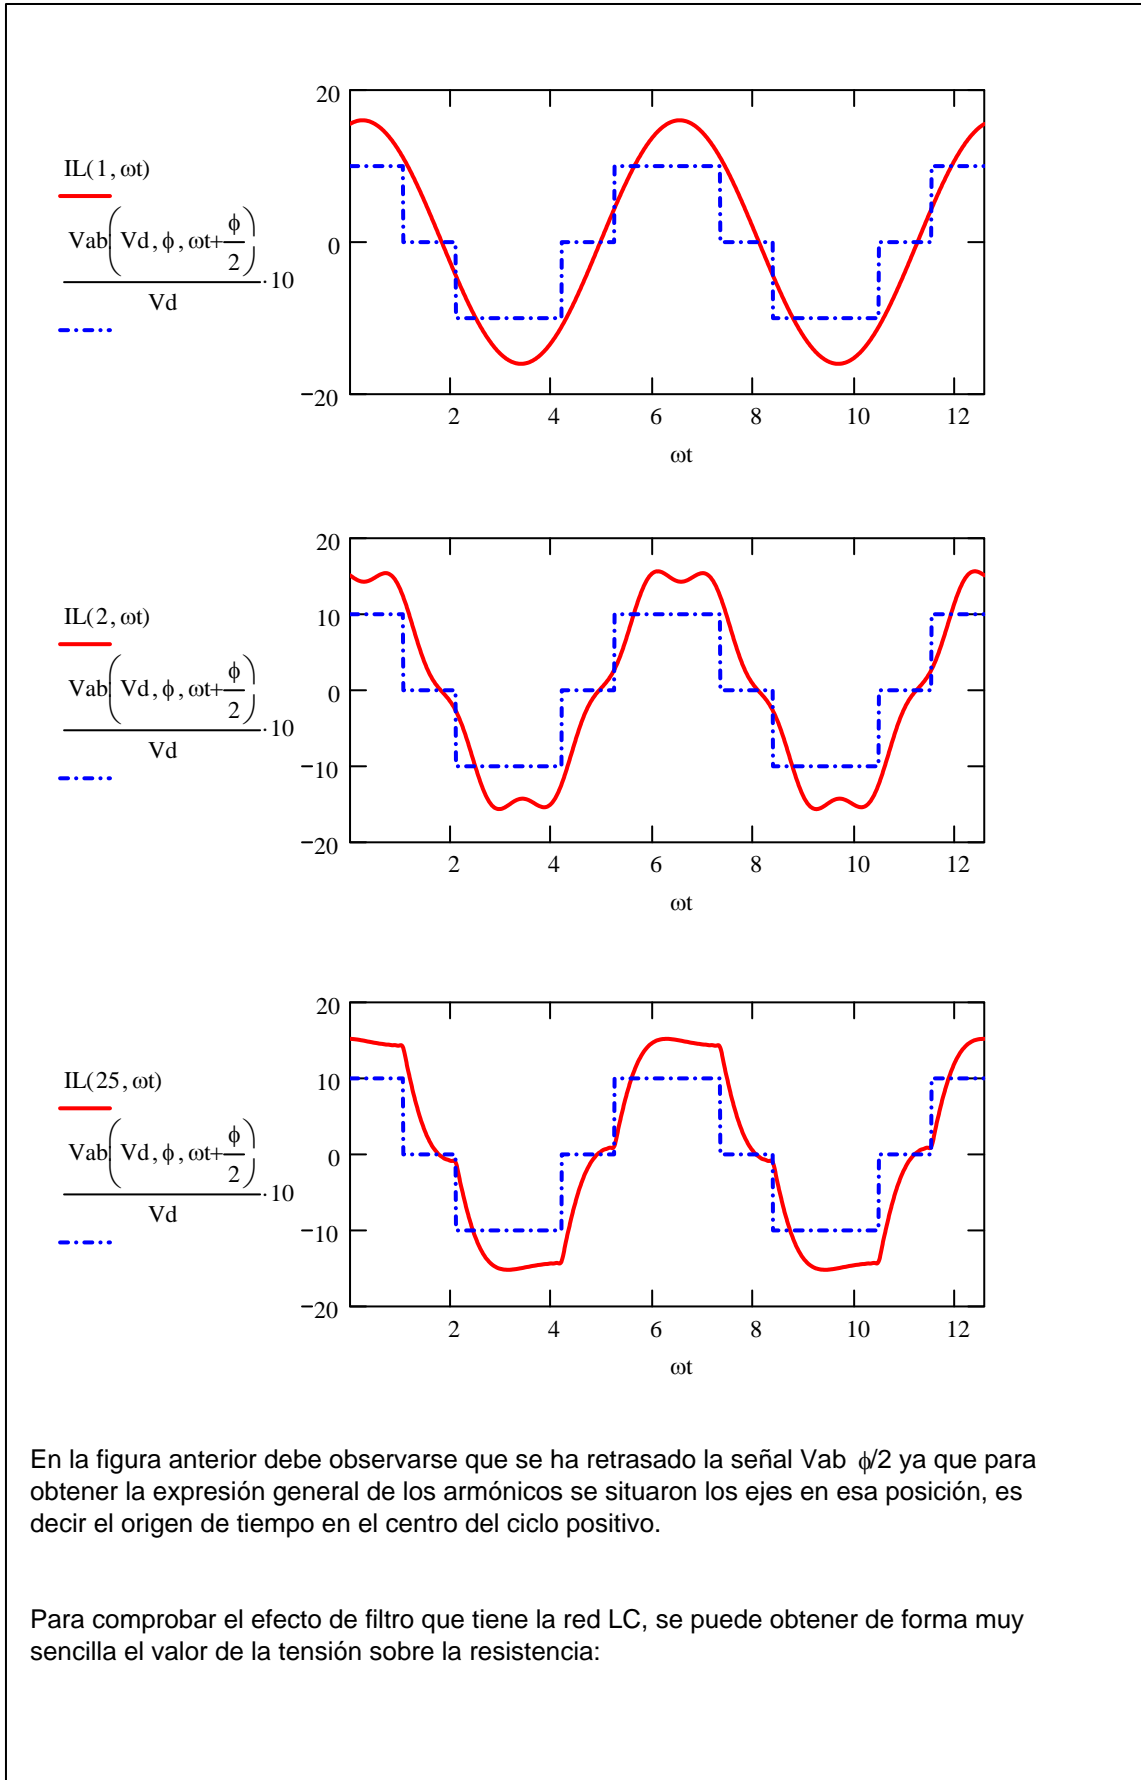 20
10
0
−10
−20
IL(1, ωt)
Vab(Vd, ϕ, ωt+ϕ/2)/Vd·10
2 4 6 8 10 12
ωt
20
10
0
−10
−20
IL(2, ωt)
Vab(Vd, ϕ, ωt+ϕ/2)/Vd·10
2 4 6 8 10 12
ωt
20
10
0
−10
−20
IL(25, ωt)
Vab(Vd, ϕ, ωt+ϕ/2)/Vd·10
2 4 6 8 10 12
ωt
En la figura anterior debe observarse que se ha retrasado la señal Vab ϕ/2 ya que para
obtener la expresión general de los armónicos se situaron los ejes en esa posición, es
decir el origen de tiempo en el centro del ciclo positivo.
Para comprobar el efecto de filtro que tiene la red LC, se puede obtener de forma muy
sencilla el valor de la tensión sobre la resistencia: